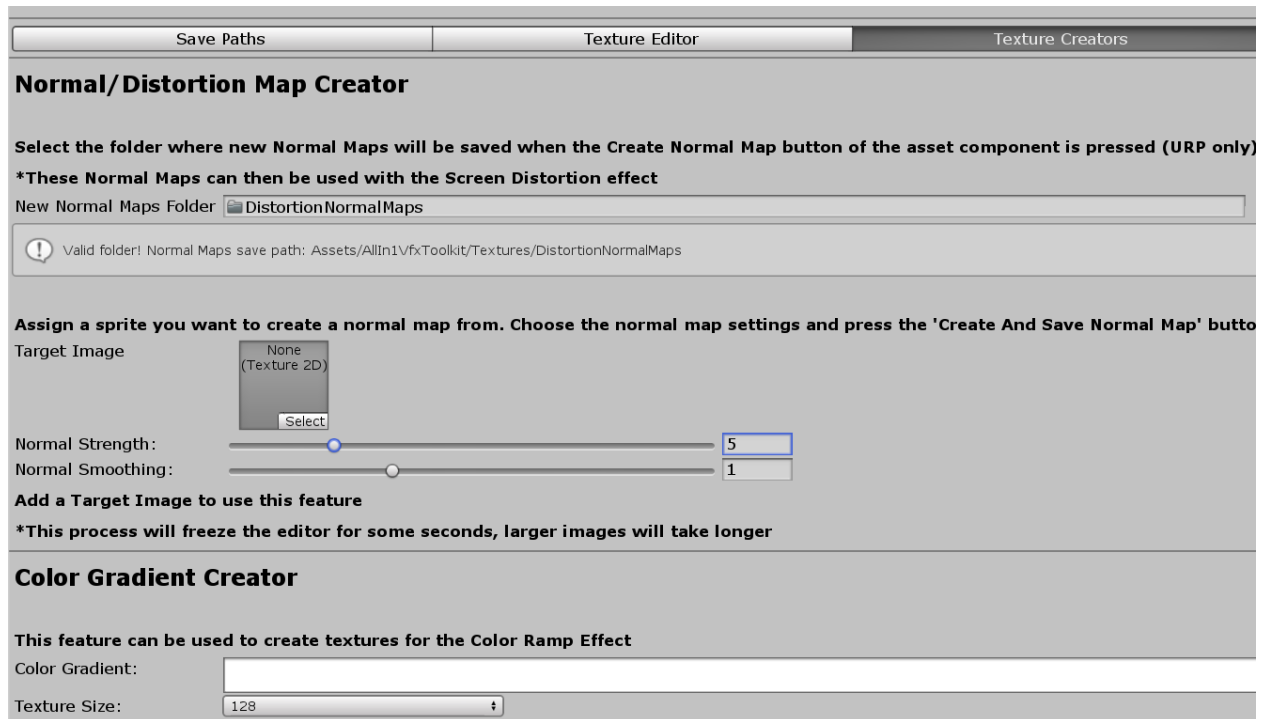 Save Paths
Texture Editor
Texture Creators
Normal/Distortion Map Creator
Select the folder where new Normal Maps will be saved when the Create Normal Map button of the asset component is pressed (URP only)
*These Normal Maps can then be used with the Screen Distortion effect
New Normal Maps Folder DistortionNormalMaps
Valid folder! Normal Maps save path: Assets/AllIn1VfxToolkit/Textures/DistortionNormalMaps
Assign a sprite you want to create a normal map from. Choose the normal map settings and press the 'Create And Save Normal Map' butto
Target Image
None
(Texture 2D)
Select
Normal Strength: 5
Normal Smoothing: 1
Add a Target Image to use this feature
*This process will freeze the editor for some seconds, larger images will take longer
Color Gradient Creator
This feature can be used to create textures for the Color Ramp Effect
Color Gradient:
Texture Size: 128